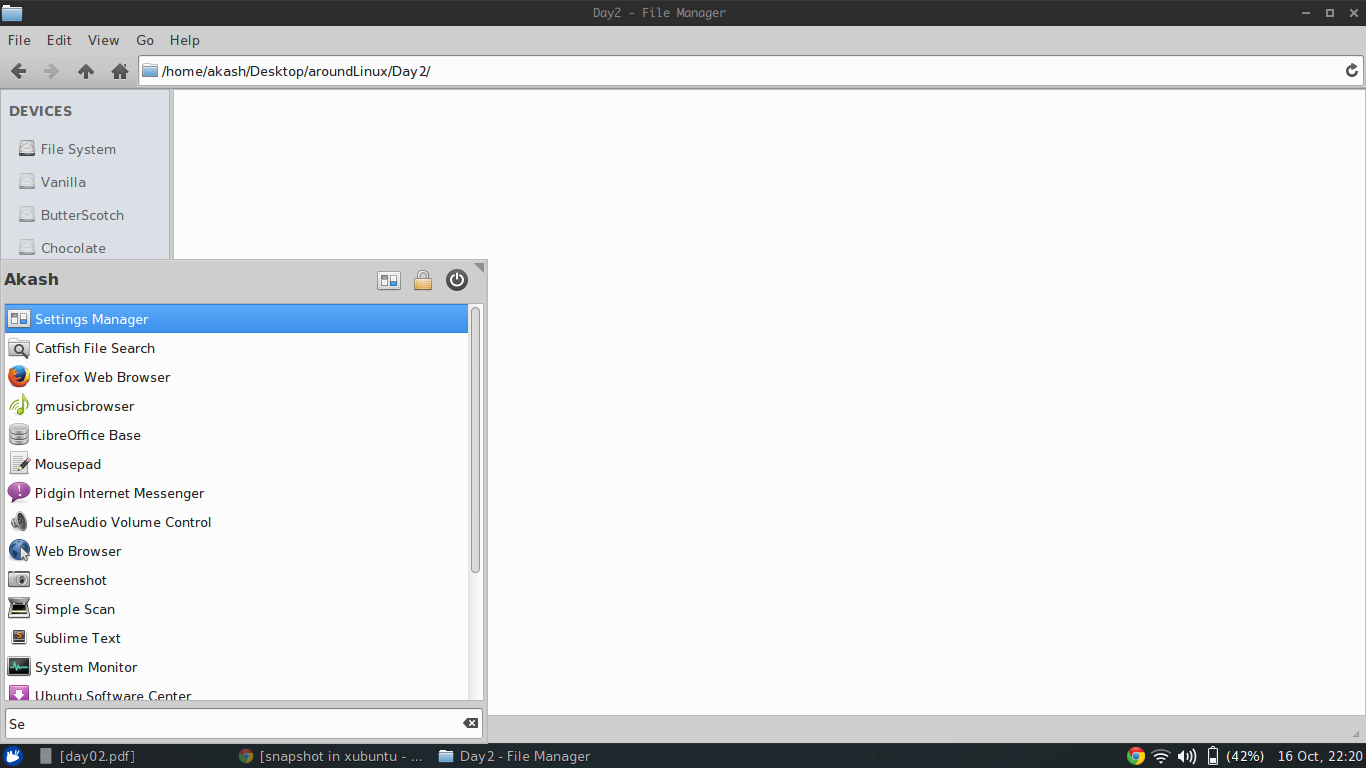 Day2 - File Manager
File Edit View Go Help
/home/akash/Desktop/aroundLinux/Day2/
DEVICES
File System
Vanilla
ButterScotch
Chocolate
Akash
Settings Manager
Catfish File Search
Firefox Web Browser
gmusicbrowser
LibreOffice Base
Mousepad
Pidgin Internet Messenger
PulseAudio Volume Control
Web Browser
Screenshot
Simple Scan
Sublime Text
System Monitor
Ubuntu Software Center
Se
[day02.pdf] [snapshot in xubuntu - ... Day2 - File Manager (42%) 16 Oct, 22:20